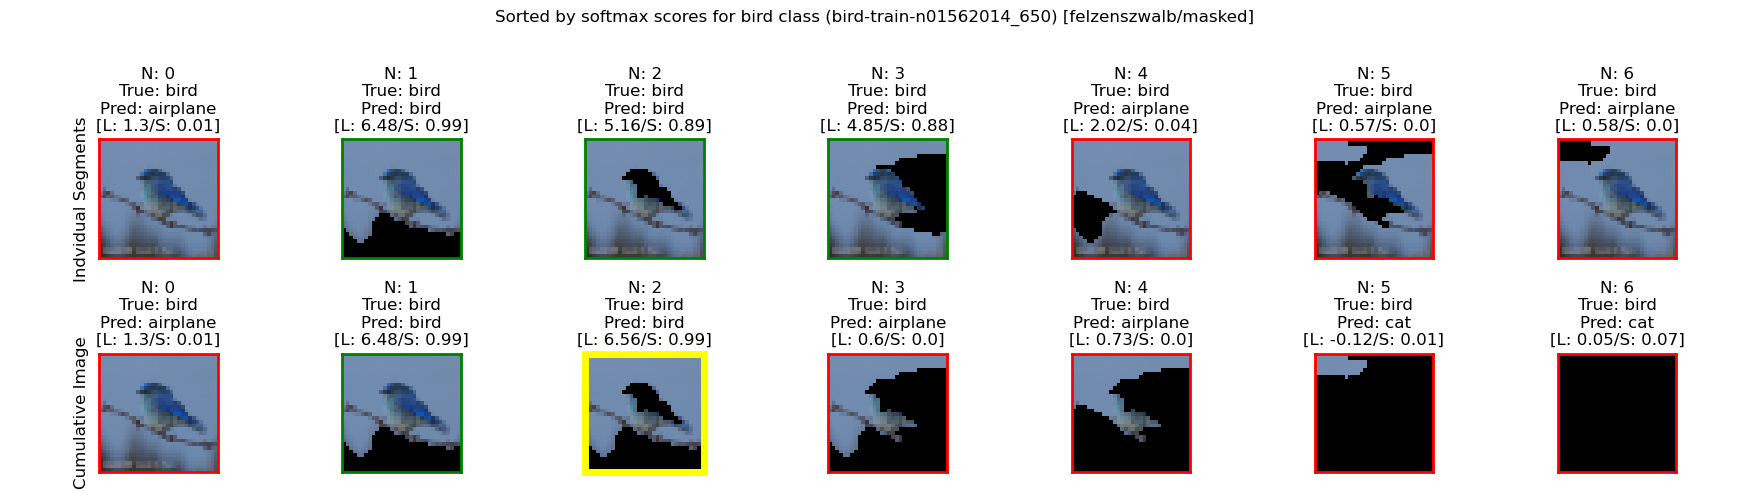 Sorted by softmax scores for bird class (bird-train-n01562014_650) [felzenszwalb/masked]
Indvidual Segments
N: 0
True: bird
Pred: airplane
[L: 1.3/S: 0.01]
N: 1
True: bird
Pred: bird
[L: 6.48/S: 0.99]
N: 2
True: bird
Pred: bird
[L: 5.16/S: 0.89]
N: 3
True: bird
Pred: bird
[L: 4.85/S: 0.88]
N: 4
True: bird
Pred: airplane
[L: 2.02/S: 0.04]
N: 5
True: bird
Pred: airplane
[L: 0.57/S: 0.0]
N: 6
True: bird
Pred: airplane
[L: 0.58/S: 0.0]
Cumulative Image
N: 0
True: bird
Pred: airplane
[L: 1.3/S: 0.01]
N: 1
True: bird
Pred: bird
[L: 6.48/S: 0.99]
N: 2
True: bird
Pred: bird
[L: 6.56/S: 0.99]
N: 3
True: bird
Pred: airplane
[L: 0.6/S: 0.0]
N: 4
True: bird
Pred: airplane
[L: 0.73/S: 0.0]
N: 5
True: bird
Pred: cat
[L: -0.12/S: 0.01]
N: 6
True: bird
Pred: cat
[L: 0.05/S: 0.07]